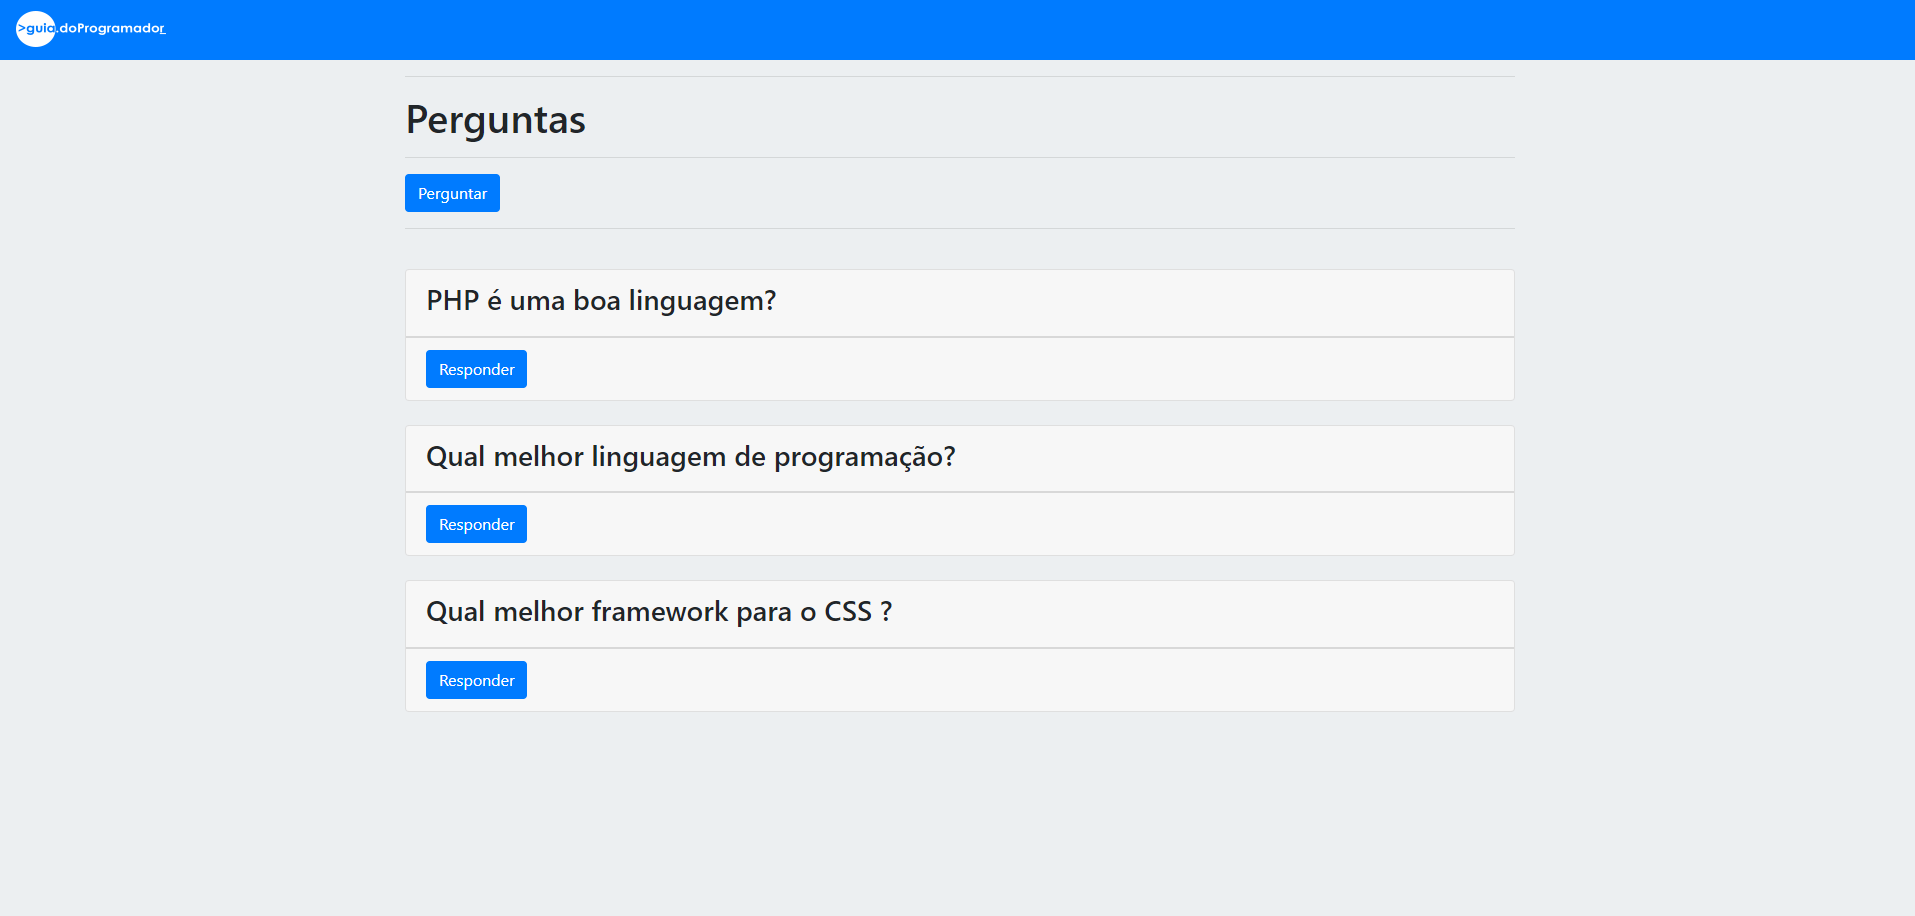 >guia.doProgramador_
Perguntas
Perguntar
PHP é uma boa linguagem?
Responder
Qual melhor linguagem de programação?
Responder
Qual melhor framework para o CSS ?
Responder